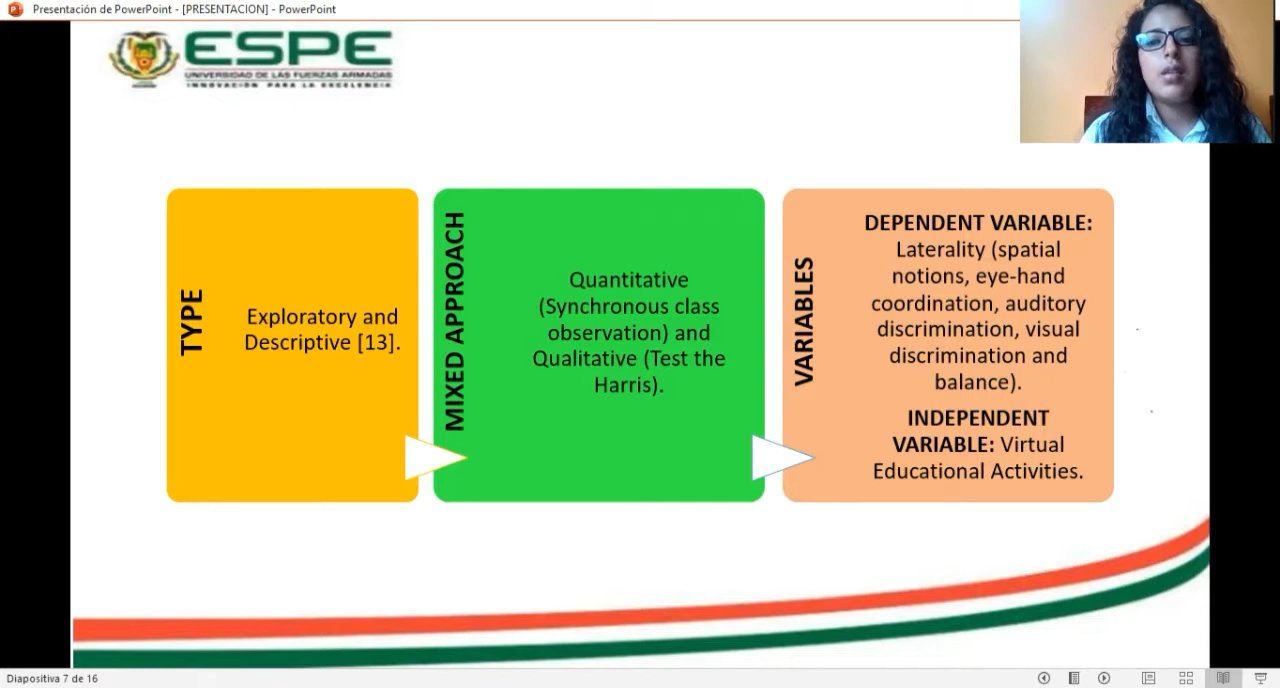 Presentación de PowerPoint - [PRESENTACION] - PowerPoint
ESPE
UNIVERSIDAD DE LAS FUERZAS ARMADAS
INNOVACIÓN PARA LA EXCELENCIA
TYPE
Exploratory and
Descriptive [13].
MIXED APPROACH
Quantitative
(Synchronous class
observation) and
Qualitative (Test the
Harris).
VARIABLES
DEPENDENT VARIABLE:
Laterality (spatial
notions, eye-hand
coordination, auditory
discrimination, visual
discrimination and
balance).
INDEPENDENT
VARIABLE: Virtual
Educational Activities.
Diapositiva 7 de 16